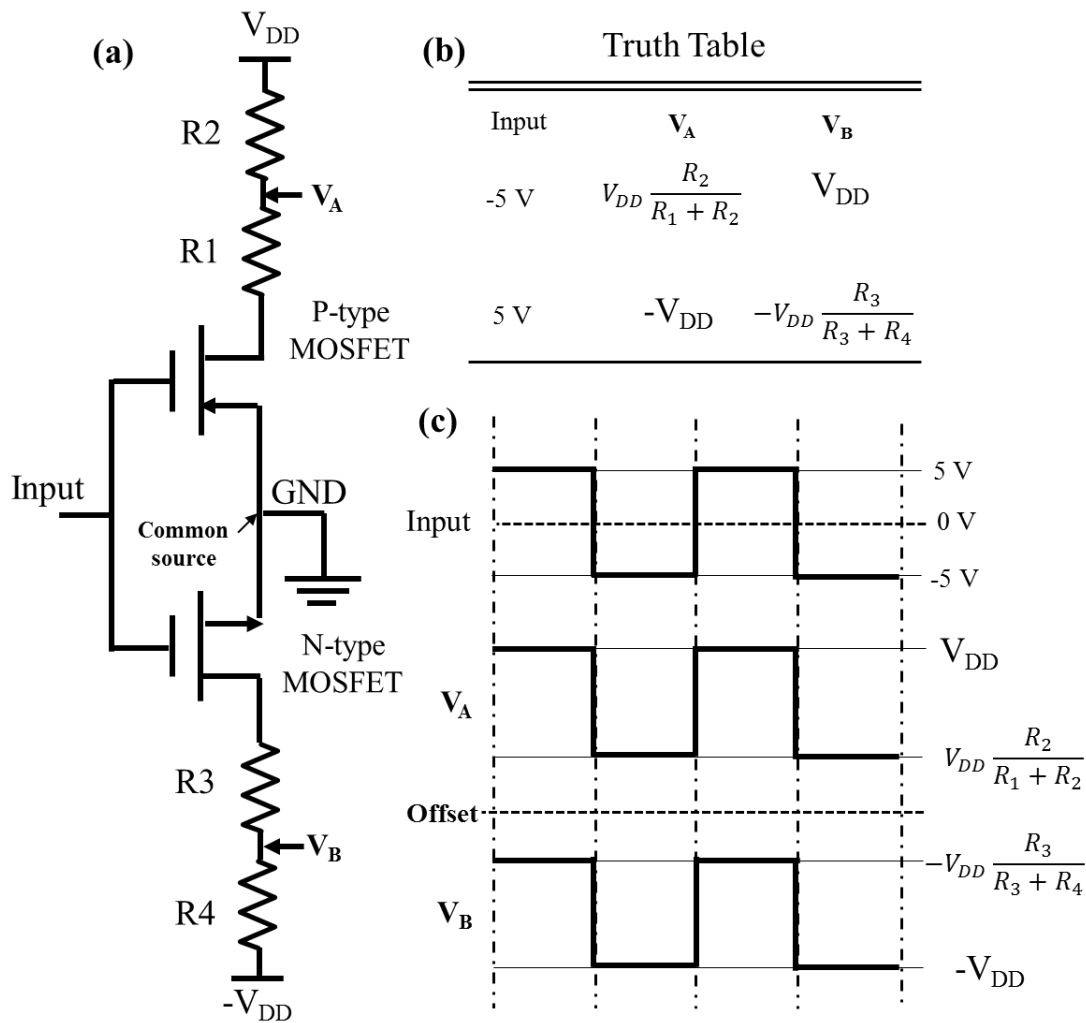 (a)
V_DD
R2
V_A
R1
P-type
MOSFET
Input
GND
Common
source
N-type
MOSFET
R3
V_B
R4
-V_DD
(b)
Truth Table
Input V_A V_B
-5 V V_DD R_2/(R_1 + R_2) V_DD
5 V -V_DD -V_DD R_3/(R_3 + R_4)
(c)
Input
5 V
0 V
-5 V
V_A
V_DD
V_DD R_2/(R_1 + R_2)
Offset
V_B
-V_DD R_3/(R_3 + R_4)
-V_DD